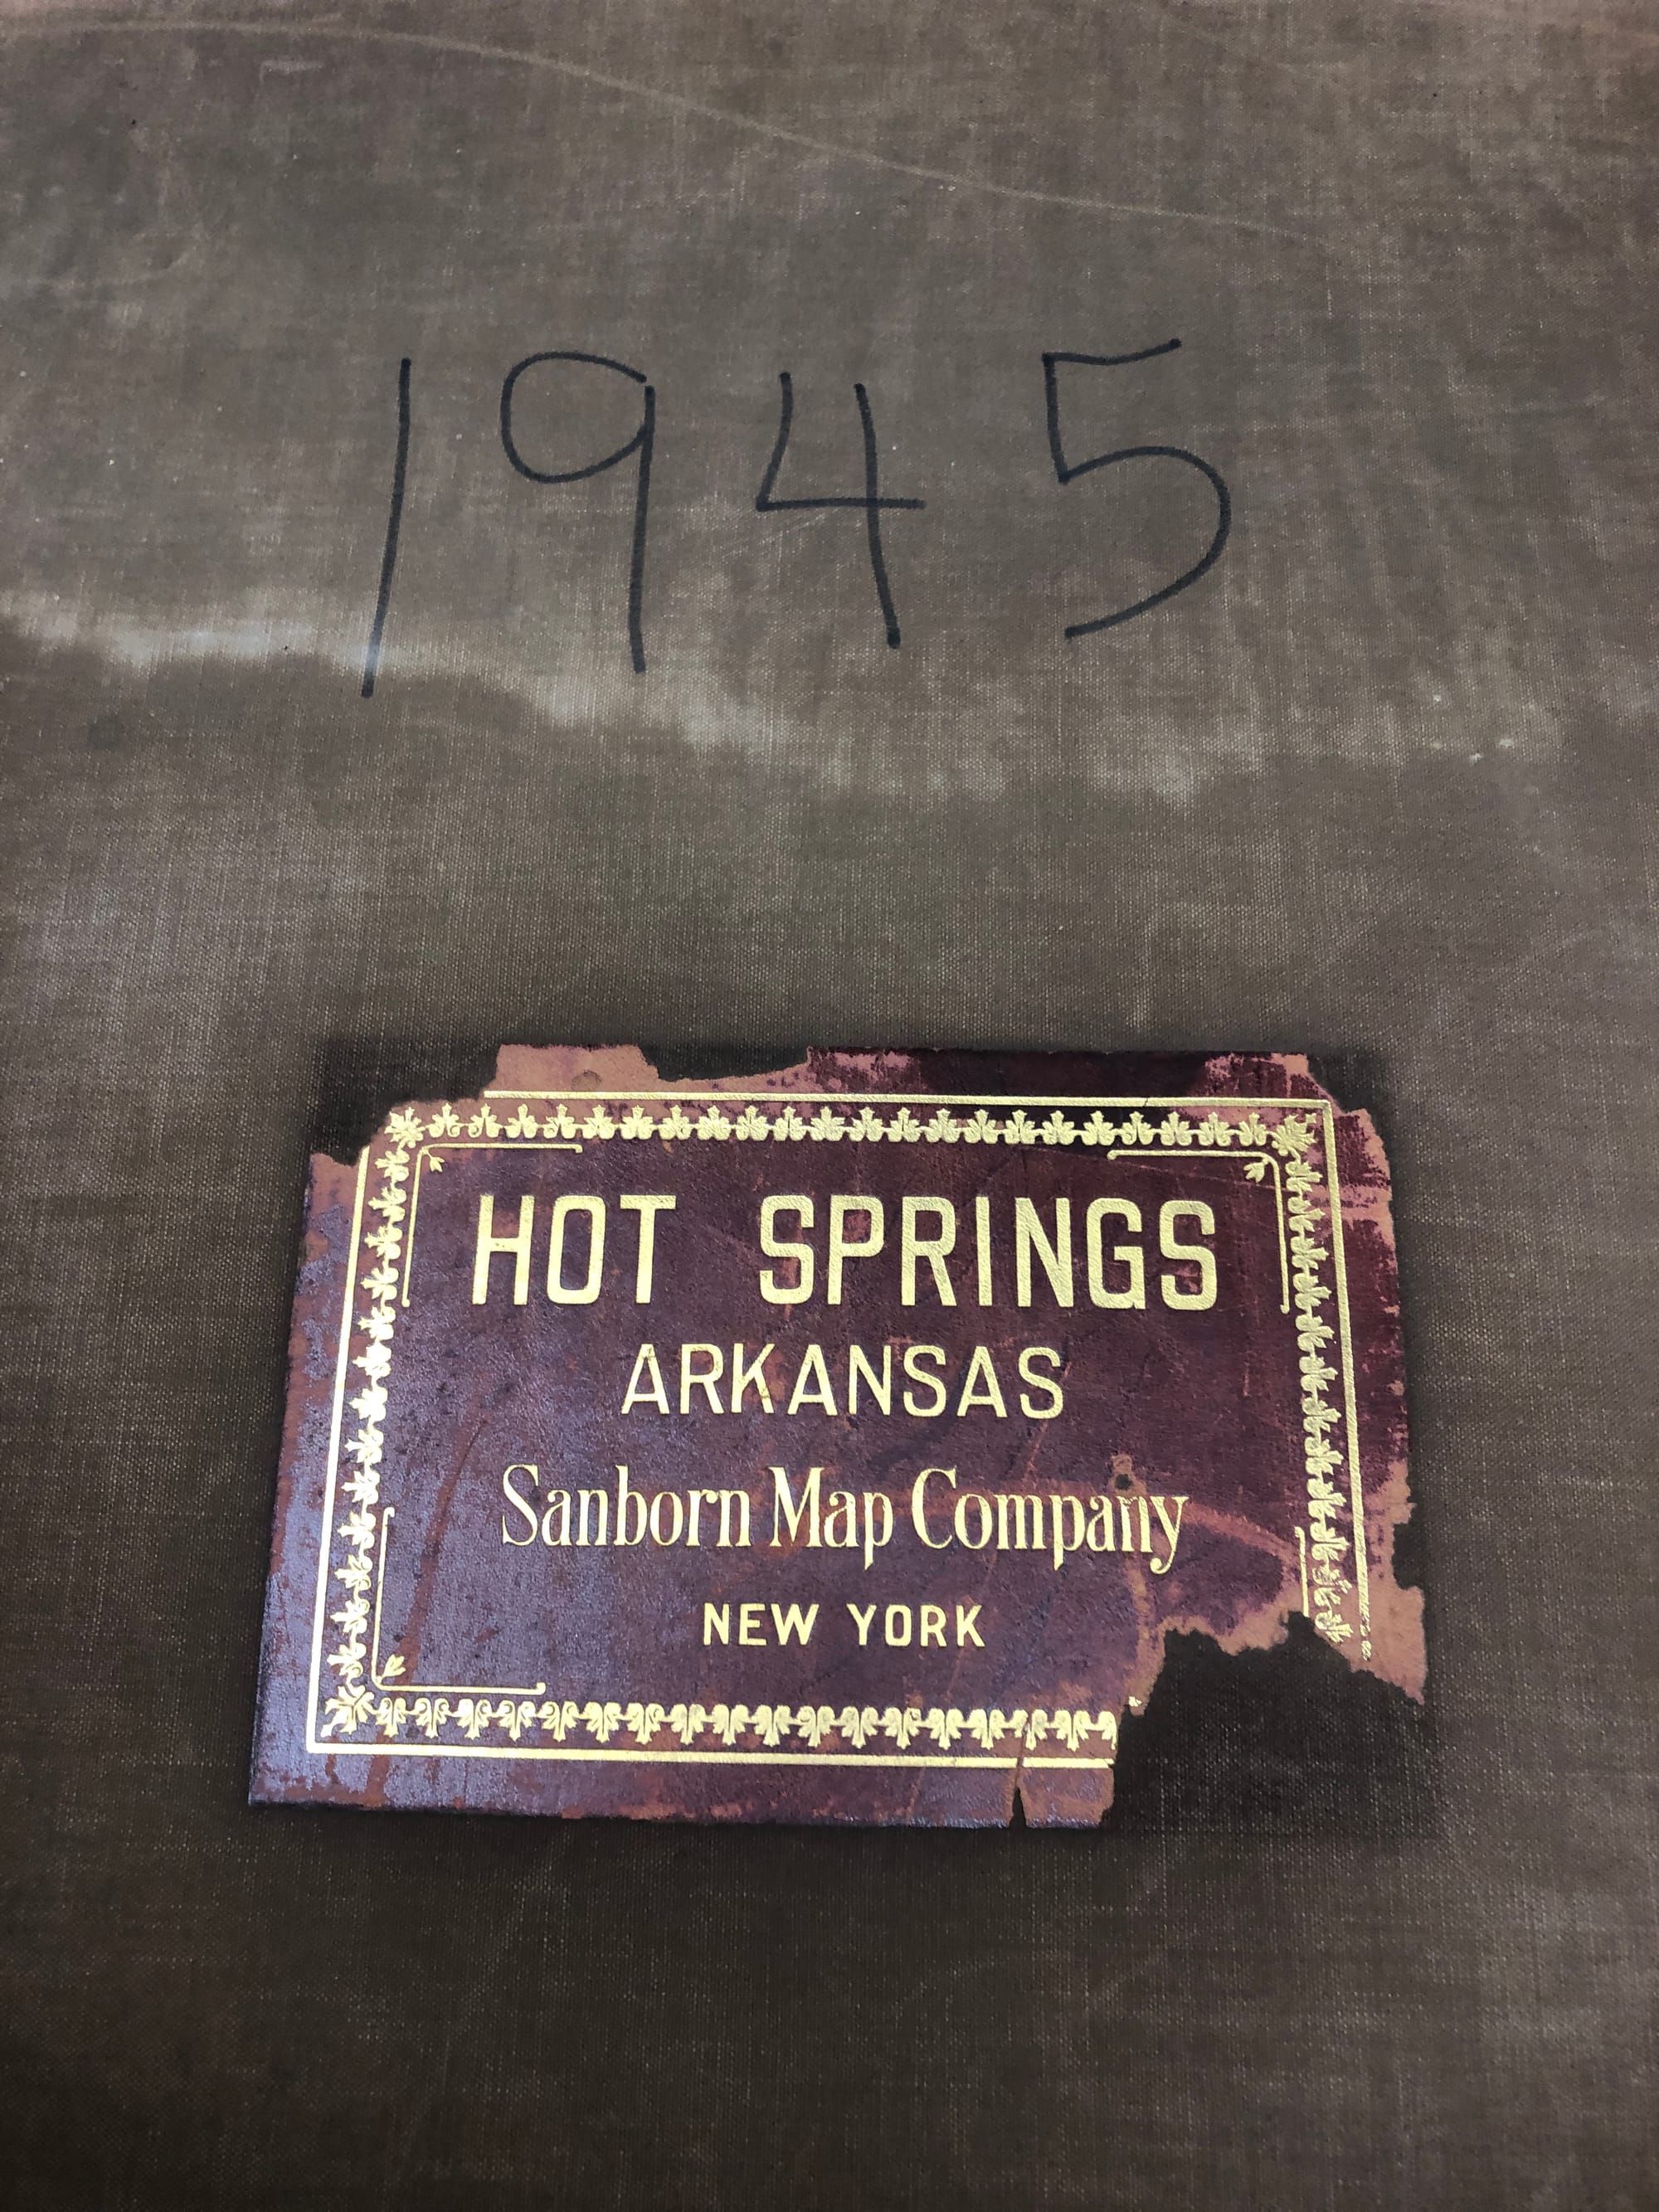 1945
HOT SPRINGS
ARKANSAS
Sanborn Map Company
NEW YORK